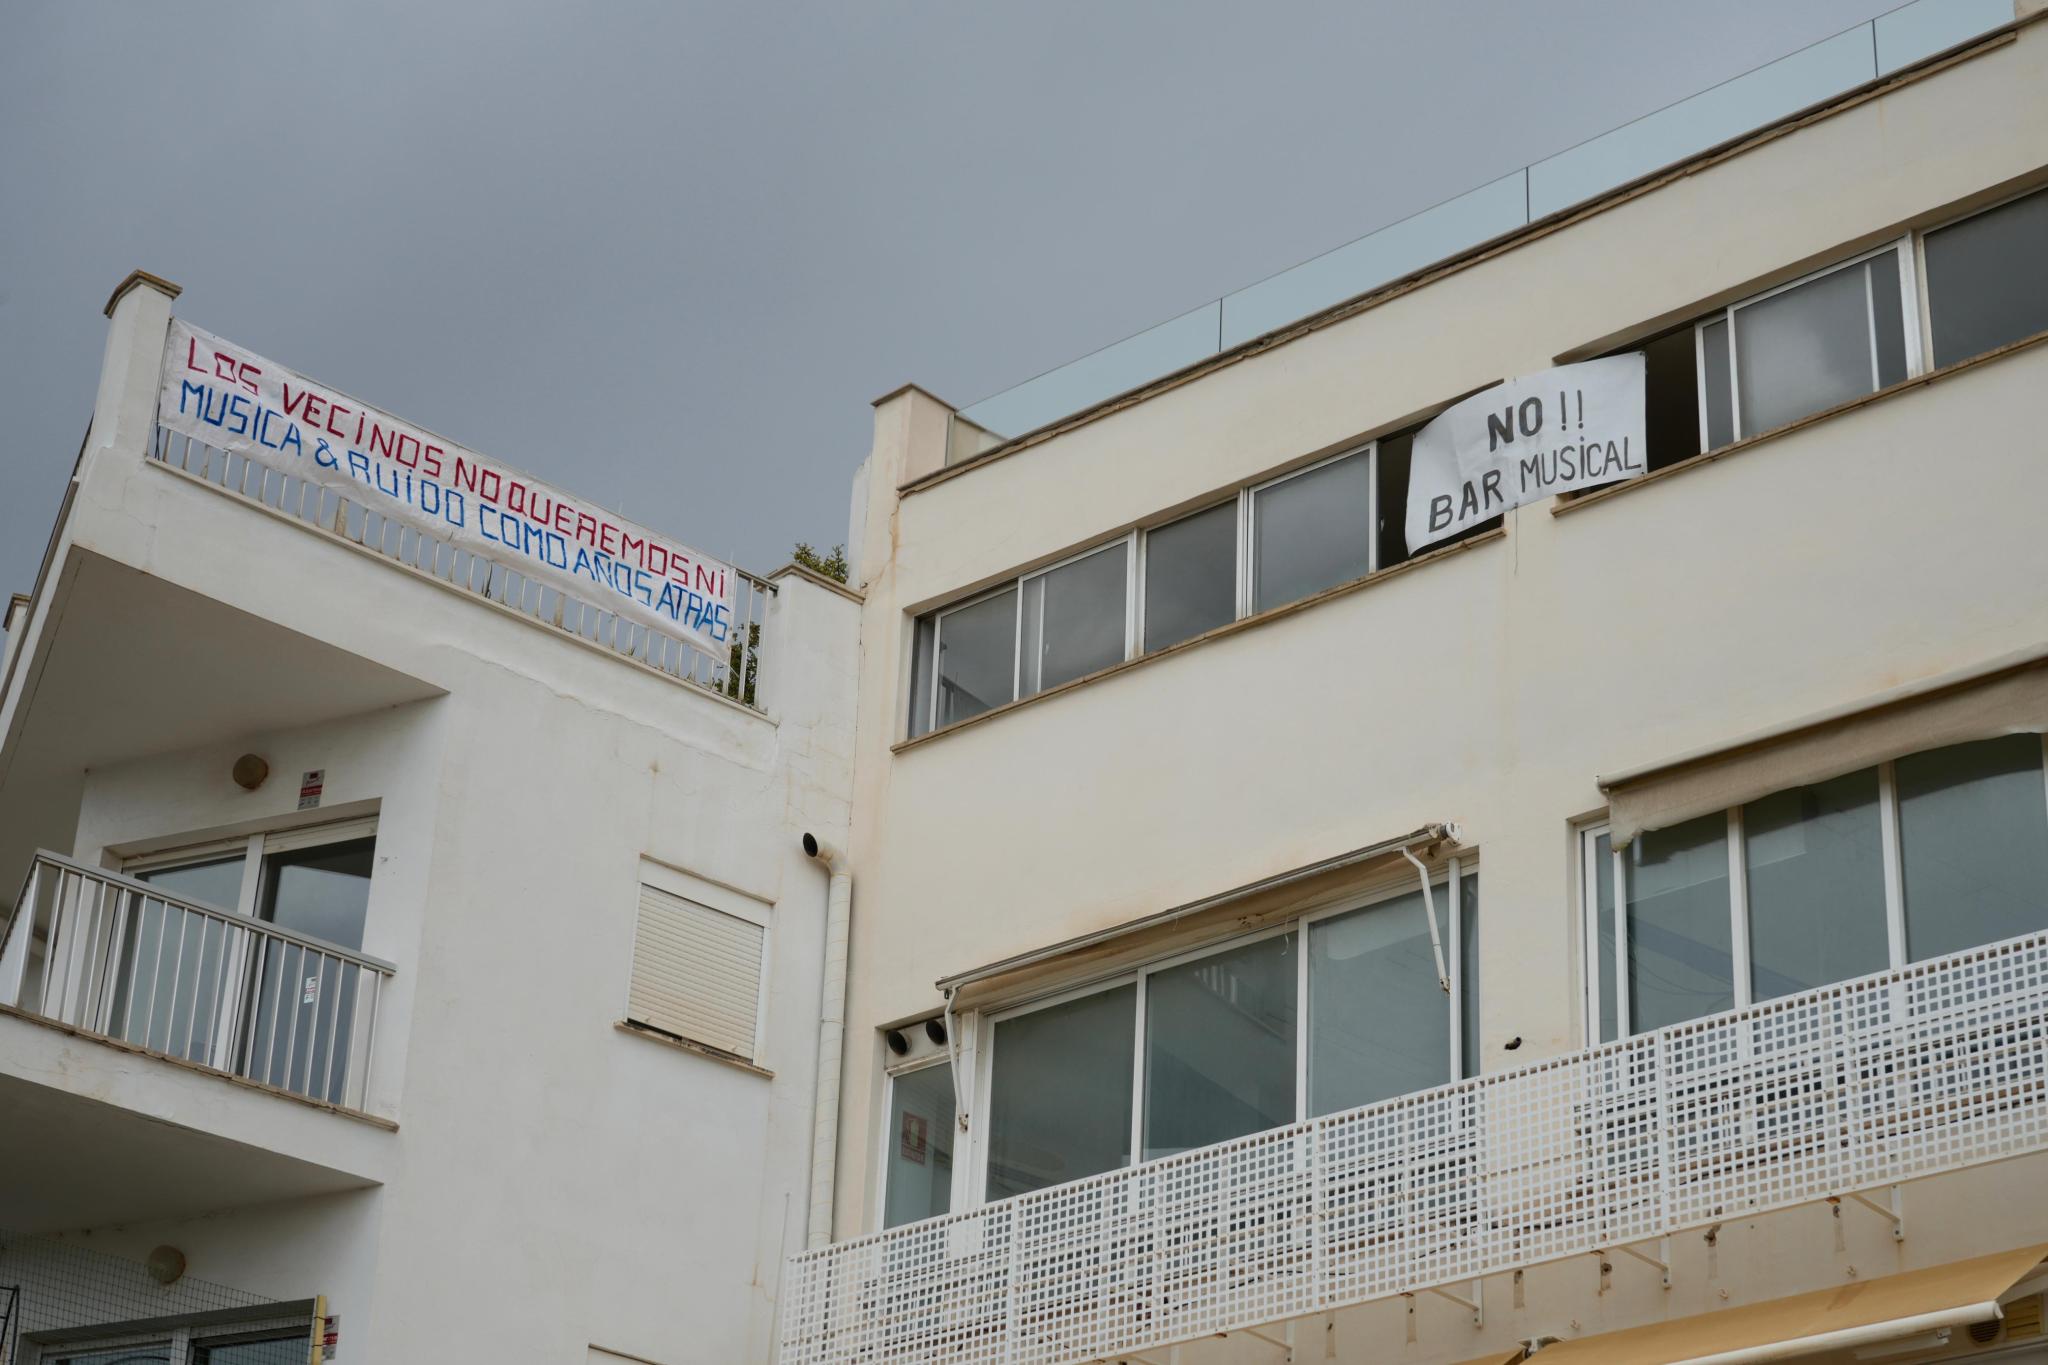 LOS VECINOS NO QUEREMOS NI
MUSICA & RUIDO COMO AÑOS ATRAS
NO !!
BAR MUSICAL